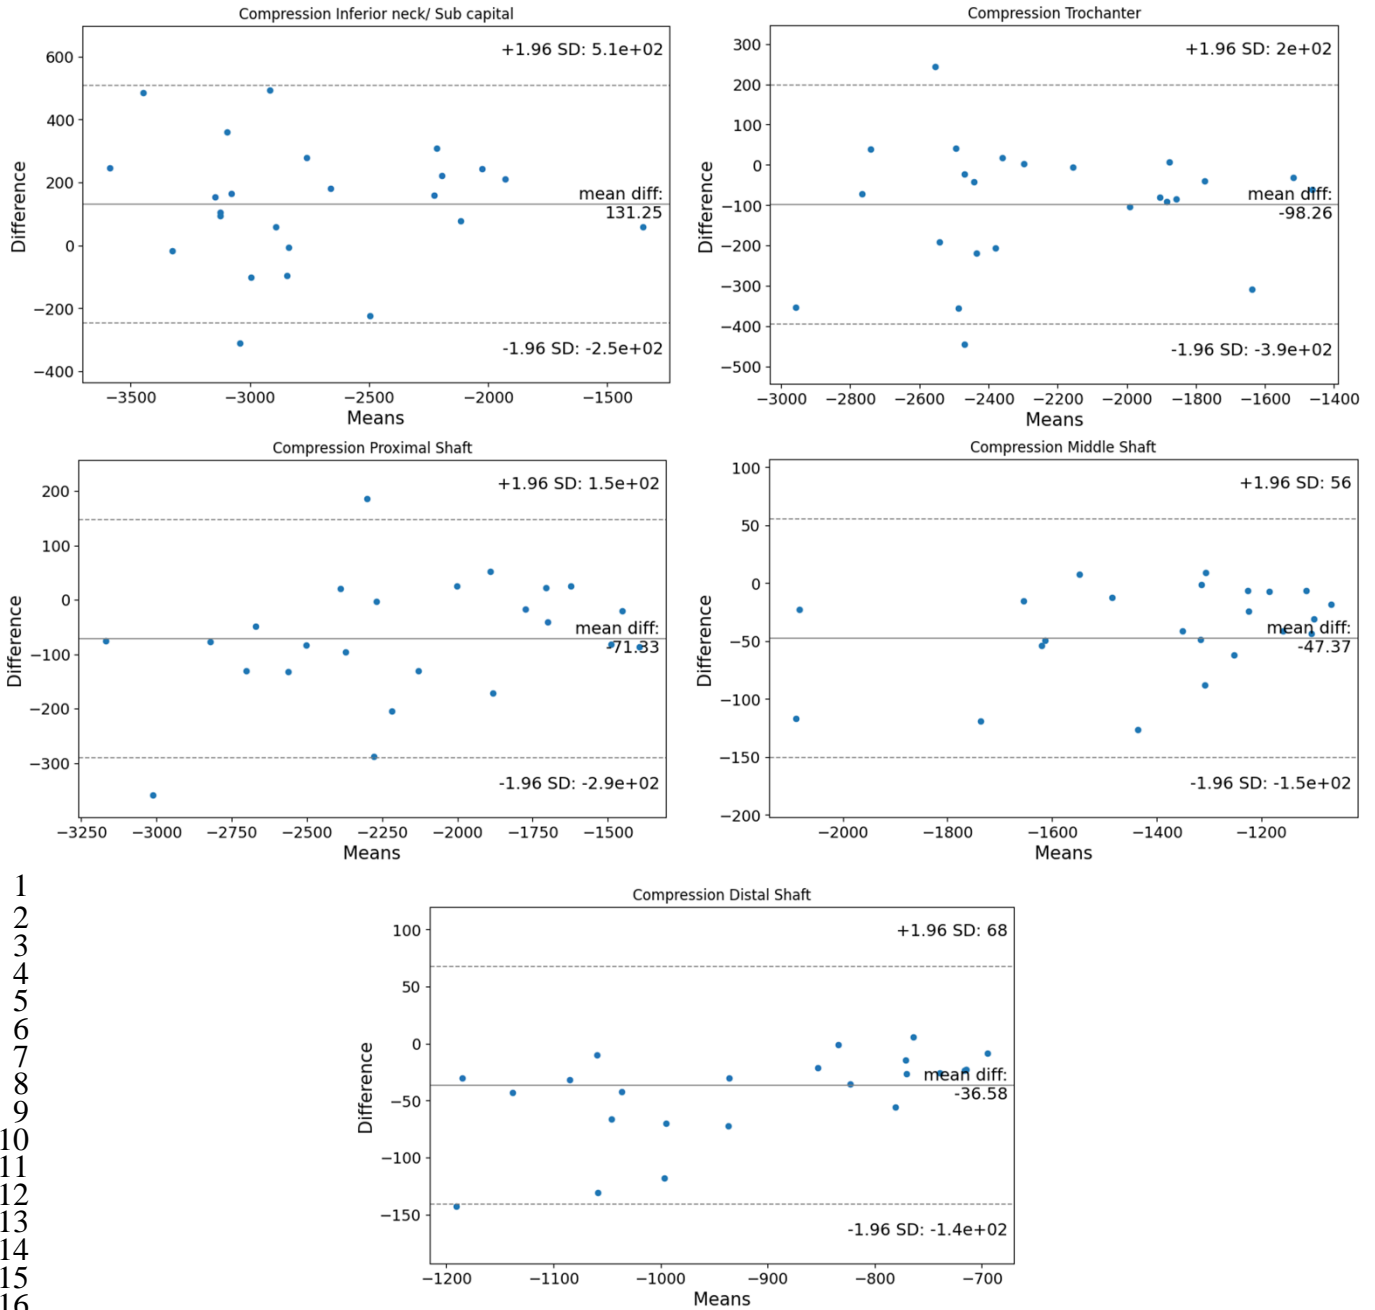 Compression Inferior neck/ Sub capital
+1.96 SD: 5.1e+02
600
400
200
0
−200
−400
Difference
mean diff:
131.25
-1.96 SD: -2.5e+02
−3500 −3000 −2500 −2000 −1500
Means
Compression Trochanter
+1.96 SD: 2e+02
300
200
100
0
−100
−200
−300
−400
−500
Difference
mean diff:
-98.26
-1.96 SD: -3.9e+02
−3000 −2800 −2600 −2400 −2200 −2000 −1800 −1600 −1400
Means
Compression Proximal Shaft
+1.96 SD: 1.5e+02
200
100
0
−100
−200
−300
Difference
mean diff:
-71.33
-1.96 SD: -2.9e+02
−3250 −3000 −2750 −2500 −2250 −2000 −1750 −1500
Means
Compression Middle Shaft
+1.96 SD: 56
100
50
0
−50
−100
−150
−200
Difference
mean diff:
-47.37
-1.96 SD: -1.5e+02
−2000 −1800 −1600 −1400 −1200
Means
Compression Distal Shaft
+1.96 SD: 68
100
50
0
−50
−100
−150
Difference
mean diff:
-36.58
-1.96 SD: -1.4e+02
−1200 −1100 −1000 −900 −800 −700
Means
1
2
3
4
5
6
7
8
9
10
11
12
13
14
15
16